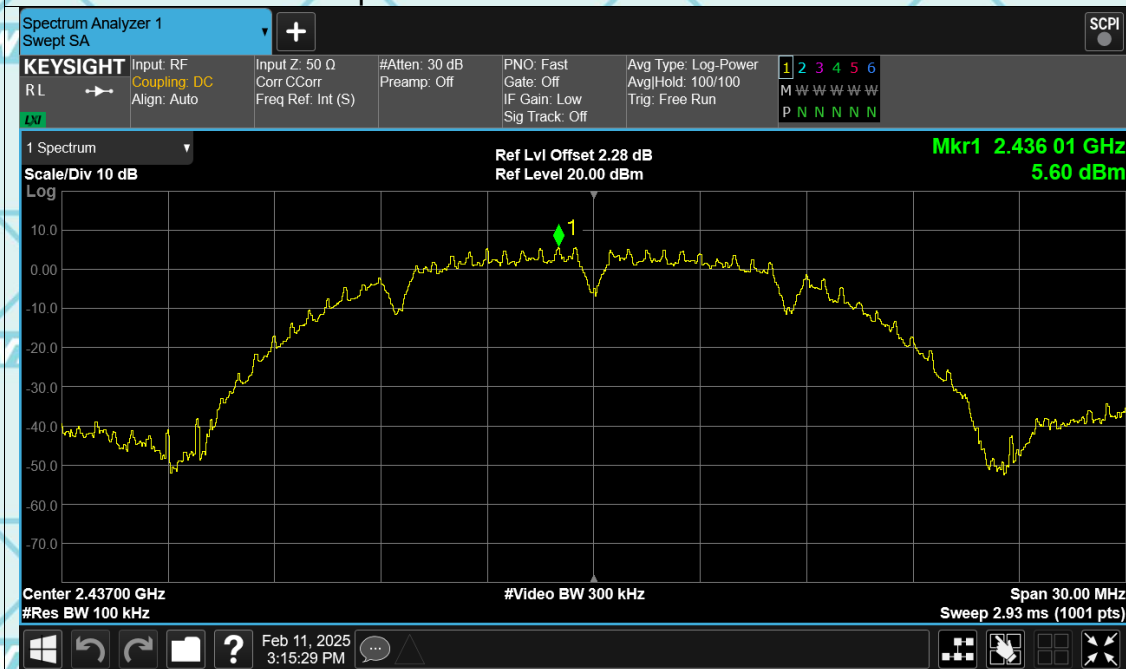 Spectrum Analyzer 1
Swept SA
+
SCPI
KEYSIGHT
R L
LXI
Input: RF
Coupling: DC
Align: Auto
Input Z: 50 Ω
Corr CCorr
Freq Ref: Int (S)
#Atten: 30 dB
Preamp: Off
PNO: Fast
Gate: Off
IF Gain: Low
Sig Track: Off
Avg Type: Log-Power
Avg|Hold: 100/100
Trig: Free Run
1 2 3 4 5 6
M W W W W W
P N N N N N
1 Spectrum
Scale/Div 10 dB
Log
Ref Lvl Offset 2.28 dB
Ref Level 20.00 dBm
Mkr1 2.436 01 GHz
5.60 dBm
1
10.0
0.00
-10.0
-20.0
-30.0
-40.0
-50.0
-60.0
-70.0
Center 2.43700 GHz
#Res BW 100 kHz
#Video BW 300 kHz
Span 30.00 MHz
Sweep 2.93 ms (1001 pts)
?
Feb 11, 2025
3:15:29 PM